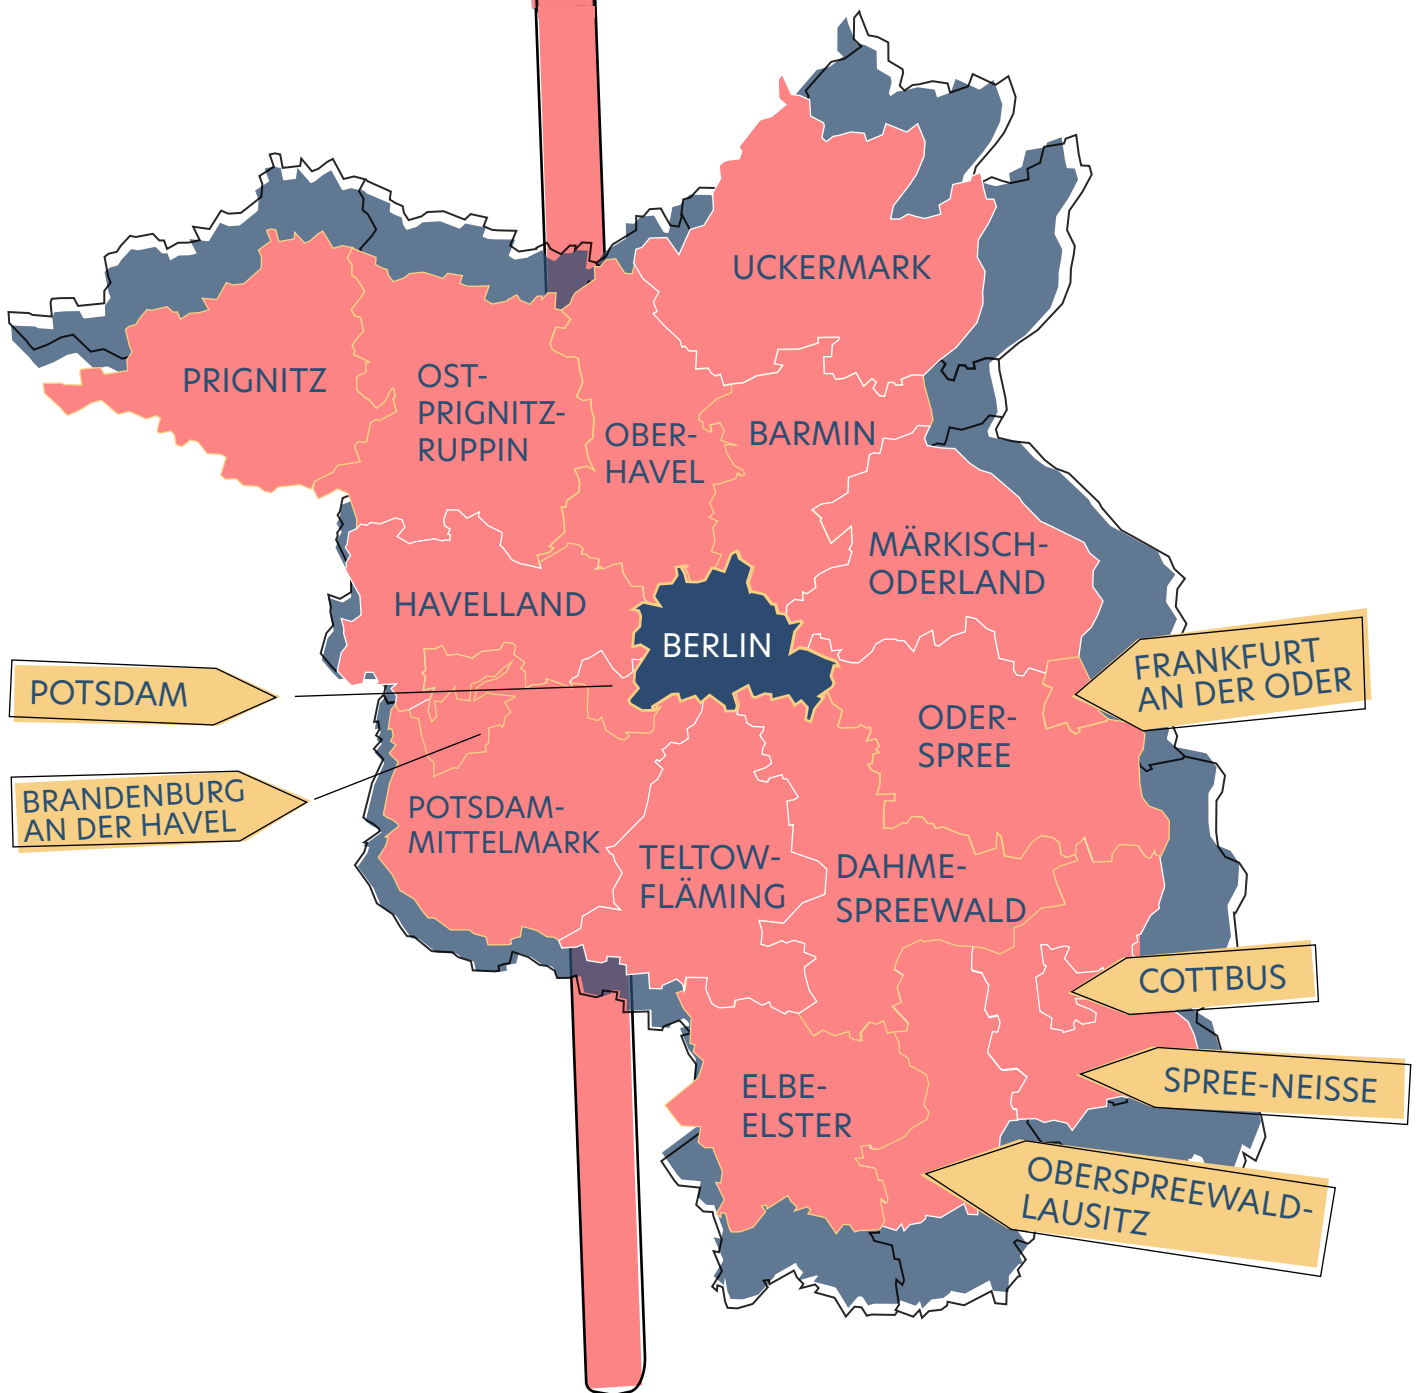 UCKERMARK
PRIGNITZ
OST-
PRIGNITZ-
RUPPIN
OBER-
HAVEL
BARMIN
MÄRKISCH-
ODERLAND
HAVELLAND
BERLIN
FRANKFURT
AN DER ODER
POTSDAM
ODER-
SPREE
BRANDENBURG
AN DER HAVEL
POTSDAM-
MITTELMARK
TELTOW-
FLÄMING
DAHME-
SPREEWALD
COTTBUS
SPREE-NEISSE
ELBE-
ELSTER
OBERSPREEWALD-
LAUSITZ